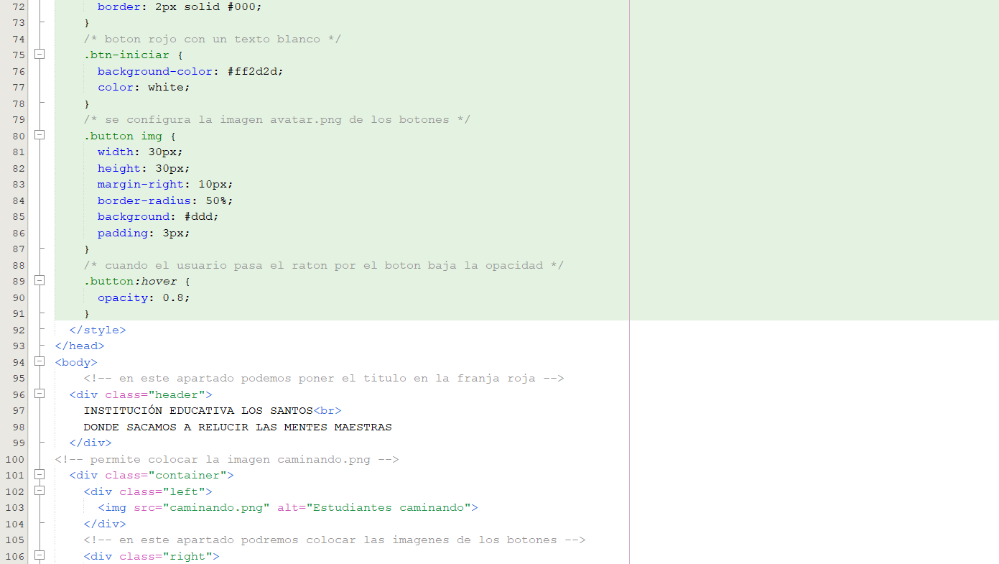 72 border: 2px solid #000;
73 }
74 /* boton rojo con un texto blanco */
75 .btn-iniciar {
76 background-color: #ff2d2d;
77 color: white;
78 }
79 /* se configura la imagen avatar.png de los botones */
80 .button img {
81 width: 30px;
82 height: 30px;
83 margin-right: 10px;
84 border-radius: 50%;
85 background: #ddd;
86 padding: 3px;
87 }
88 /* cuando el usuario pasa el raton por el boton baja la opacidad */
89 .button:hover {
90 opacity: 0.8;
91 }
92 </style>
93 </head>
94 <body>
95 <!-- en este apartado podemos poner el titulo en la franja roja -->
96 <div class="header">
97 INSTITUCIÓN EDUCATIVA LOS SANTOS<br>
98 DONDE SACAMOS A RELUCIR LAS MENTES MAESTRAS
99 </div>
100 <!-- permite colocar la imagen caminando.png -->
101 <div class="container">
102 <div class="left">
103 <img src="caminando.png" alt="Estudiantes caminando">
104 </div>
105 <!-- en este apartado podremos colocar las imagenes de los botones -->
106 <div class="right">